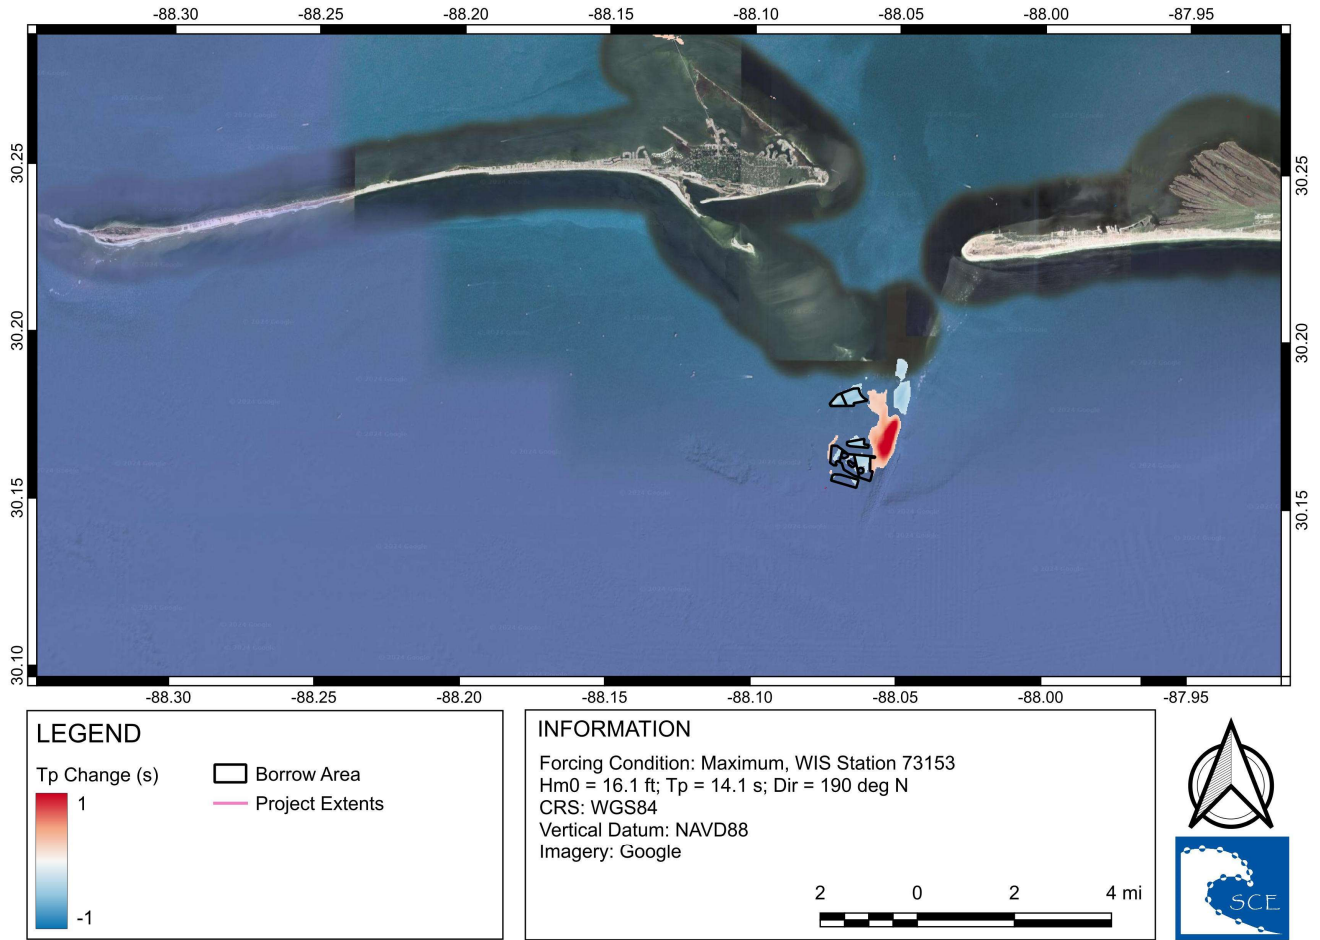 -88.30 -88.25 -88.20 -88.15 -88.10 -88.05 -88.00 -87.95
30.25 30.25
30.20 30.20
30.15 30.15
30.10
-88.30 -88.25 -88.20 -88.15 -88.10 -88.05 -88.00 -87.95
LEGEND
Tp Change (s)
1
-1
Borrow Area
Project Extents
INFORMATION
Forcing Condition: Maximum, WIS Station 73153
Hm0 = 16.1 ft; Tp = 14.1 s; Dir = 190 deg N
CRS: WGS84
Vertical Datum: NAVD88
Imagery: Google
2 0 2 4 mi
SCE